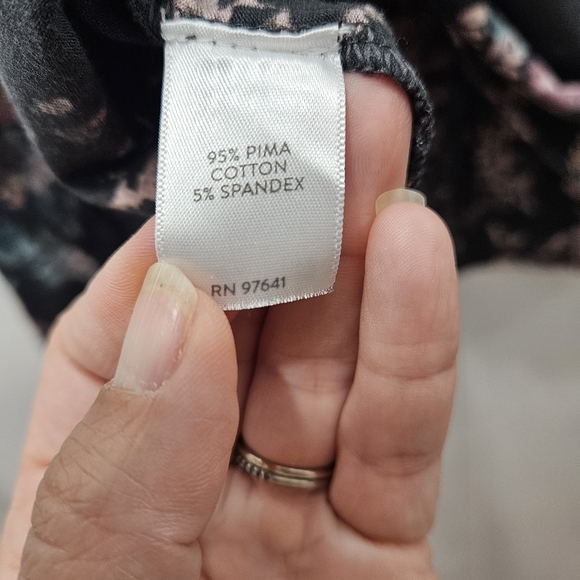 95% PIMA
COTTON
5% SPANDEX
RN 97641